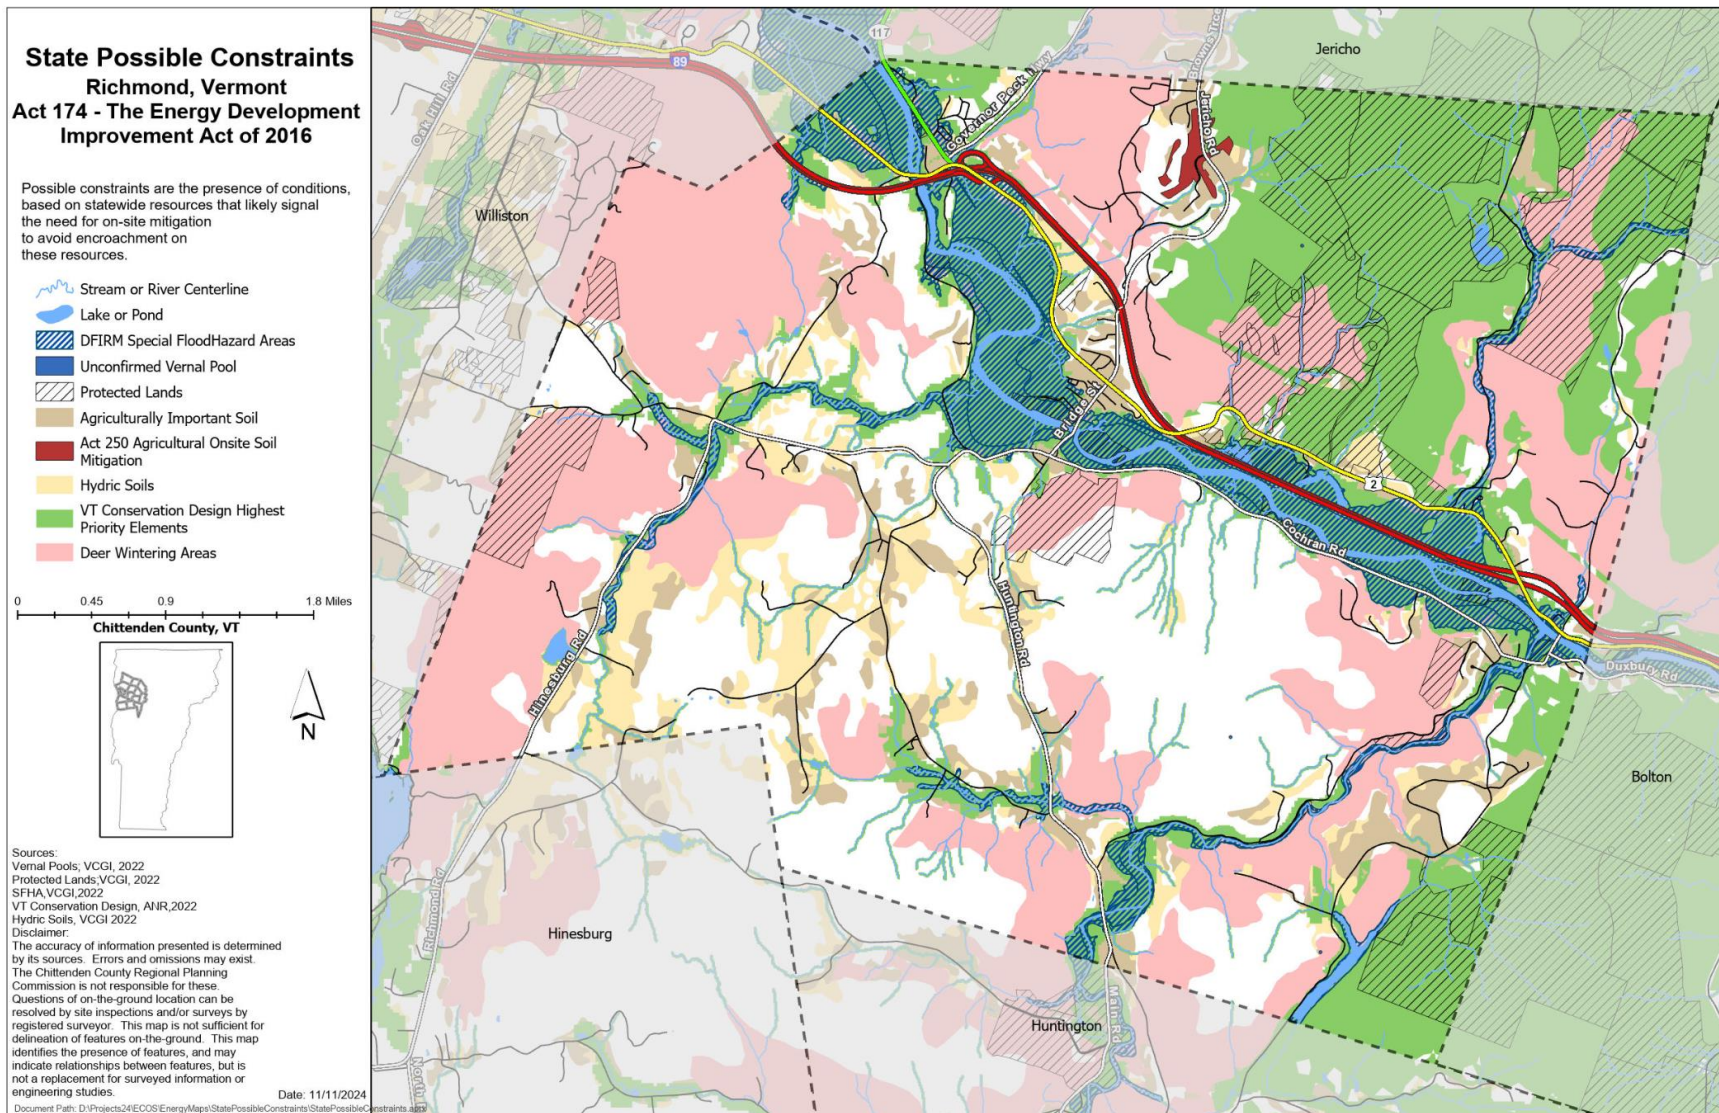 State Possible Constraints
Richmond, Vermont
Act 174 - The Energy Development
Improvement Act of 2016
Possible constraints are the presence of conditions,
based on statewide resources that likely signal
the need for on-site mitigation
to avoid encroachment on
these resources.
Stream or River Centerline
Lake or Pond
DFIRM Special FloodHazard Areas
Unconfirmed Vernal Pool
Protected Lands
Agriculturally Important Soil
Act 250 Agricultural Onsite Soil
Mitigation
Hydric Soils
VT Conservation Design Highest
Priority Elements
Deer Wintering Areas
0 0.45 0.9 1.8 Miles
Chittenden County, VT
N
Sources:
Vernal Pools; VCGI, 2022
Protected Lands;VCGI, 2022
SFHA,VCGI,2022
VT Conservation Design, ANR,2022
Hydric Soils, VCGI 2022
Disclaimer:
The accuracy of information presented is determined
by its sources. Errors and omissions may exist.
The Chittenden County Regional Planning
Commission is not responsible for these.
Questions of on-the-ground location can be
resolved by site inspections and/or surveys by
registered surveyor. This map is not sufficient for
delineation of features on-the-ground. This map
identifies the presence of features, and may
indicate relationships between features, but is
not a replacement for surveyed information or
engineering studies.
Date: 11/11/2024
Document Path: D:\Projects24\ECOS\EnergyMaps\StatePossibleConstraints\StatePossibleConstraints.aprx
117
89
Jericho
Oak Hill Rd
Governor Peck Hwy
Jericho Rd
Williston
Bridge St
2
Cochran Rd
Huntington Rd
Hinesburg Rd
Duxbury Rd
Bolton
Richmond Rd
Hinesburg
Huntington
Main Rd